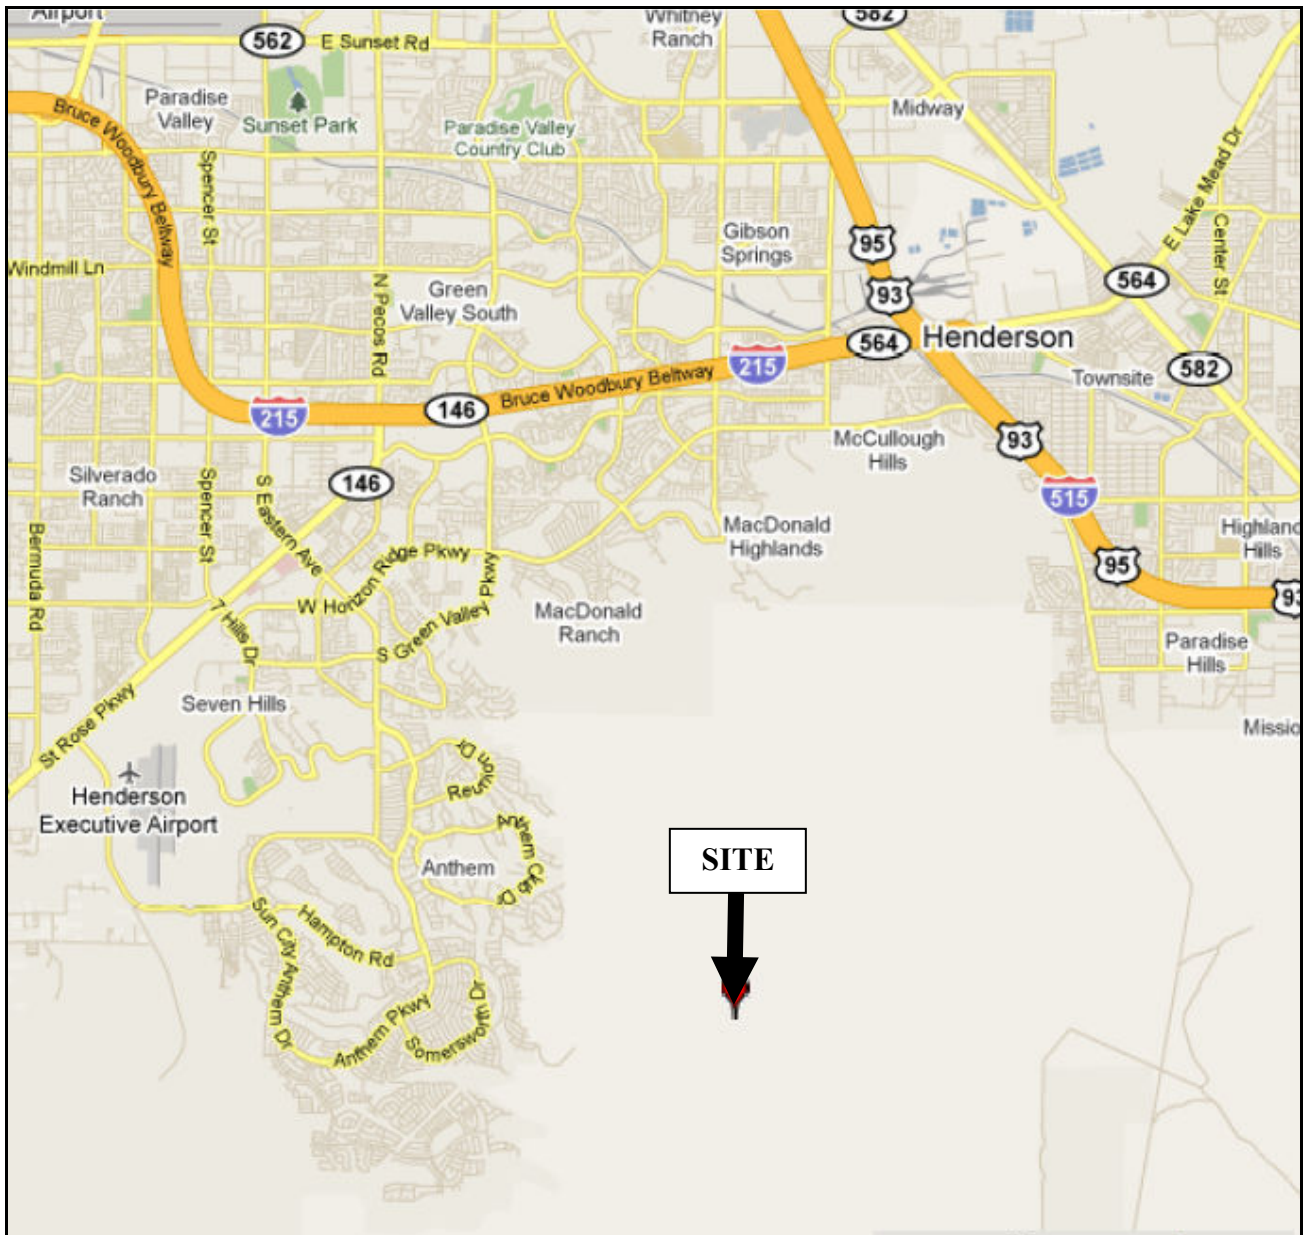 Airport
562
E Sunset Rd
Whitney
Ranch
582
Paradise
Valley
Sunset Park
Paradise Valley
Country Club
Midway
Bruce Woodbury Beltway
Spencer St
E Lake Mead Dr
Center St
Gibson
Springs
95
Windmill Ln
N Pecos Rd
Green
Valley South
93
564
564
Henderson
215
Bruce Woodbury Beltway
Townsite
582
215
146
McCullough
Hills
93
Silverado
Ranch
Spencer St
S Eastern Ave
146
515
MacDonald
Highlands
Highland
Hills
Bermuda Rd
W Horizon Ridge Pkwy
95
93
7 Hills Dr
S Green Valley Pkwy
MacDonald
Ranch
Paradise
Hills
St Rose Pkwy
Seven Hills
Missio
Reunion Dr
Henderson
Executive Airport
Anthem Club Dr
Anthem
SITE
Sun City Anthem Dr
Hampton Rd
Anthem Pkwy
Somersworth Dr